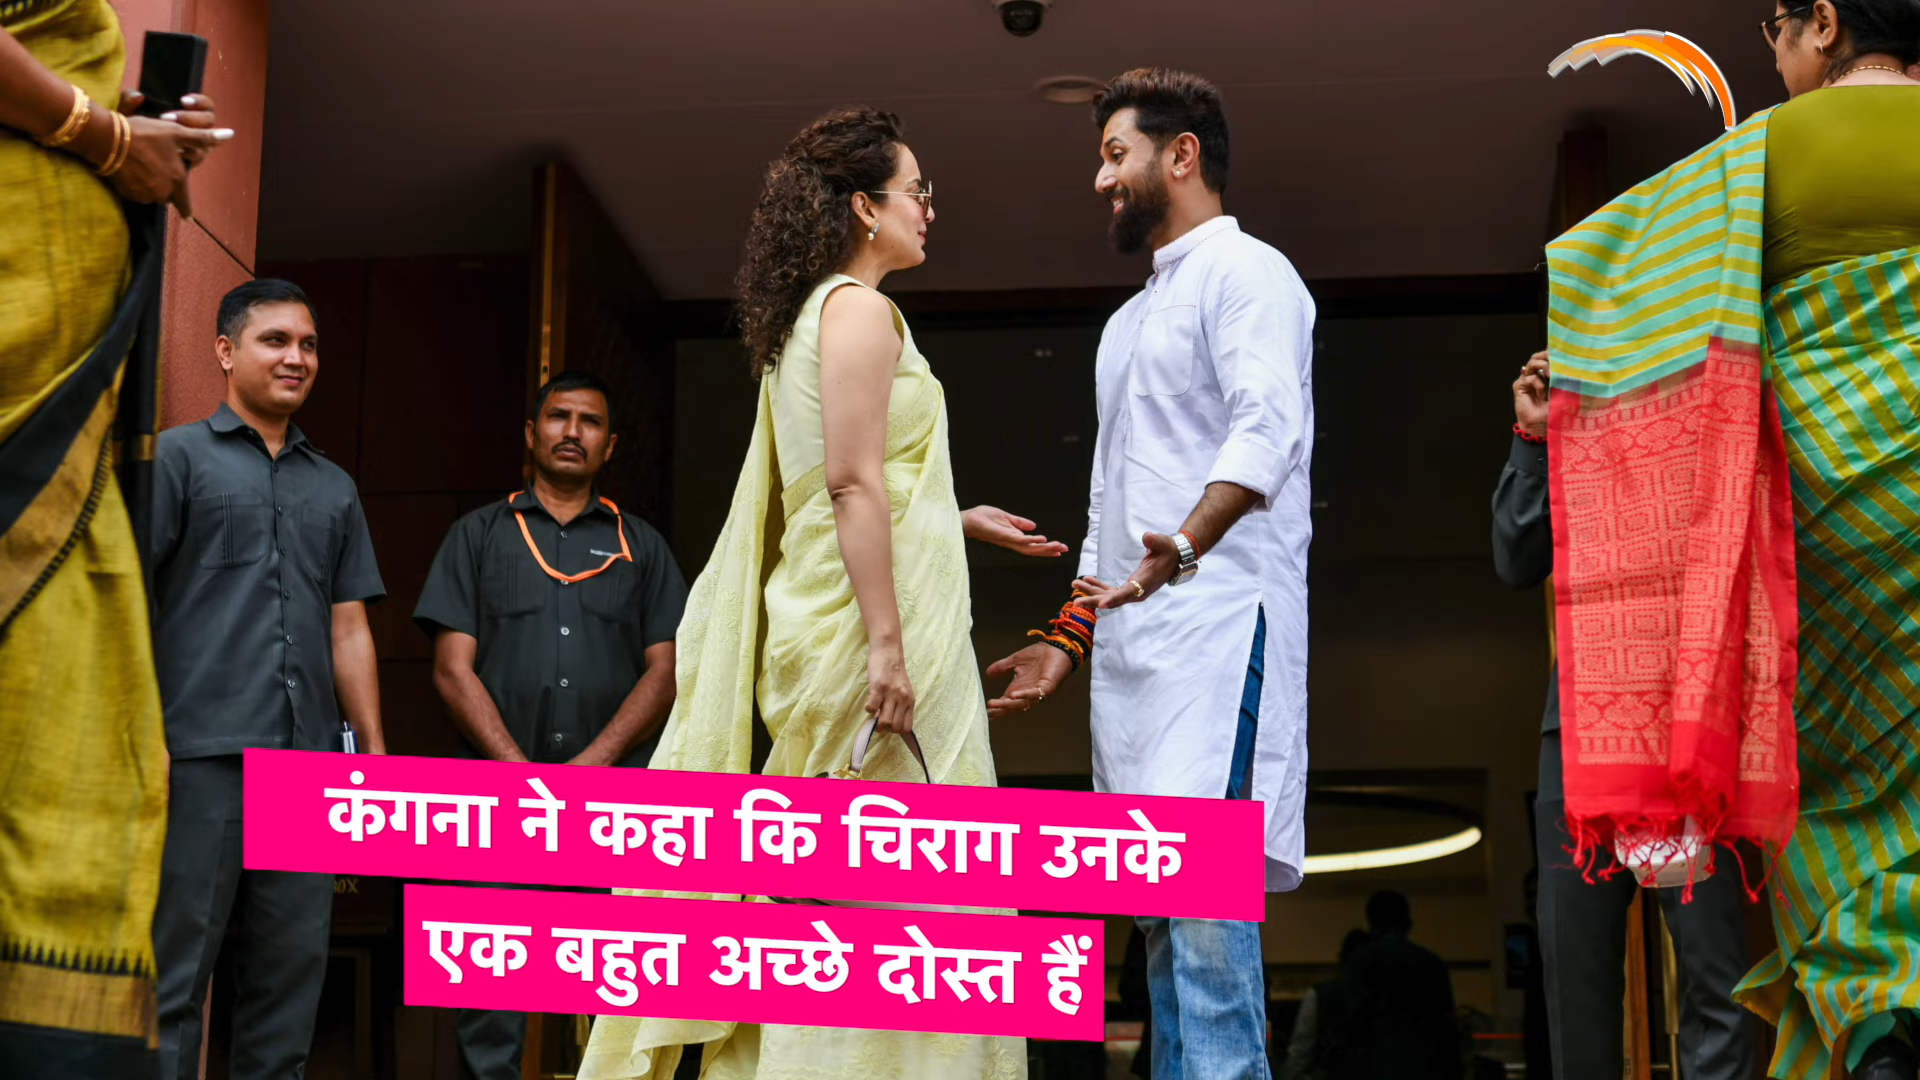 कंगना ने कहा कि चिराग उनके
एक बहुत अच्छे दोस्त हैं